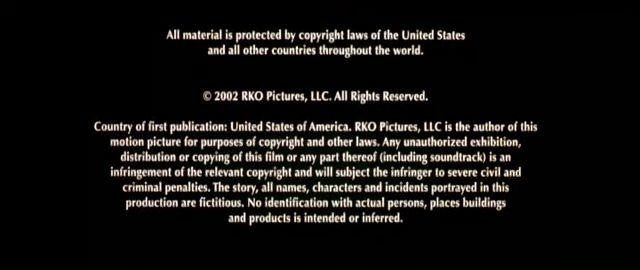 All material is protected by copyright laws of the United States
and all other countries throughout the world.
© 2002 RKO Pictures, LLC. All Rights Reserved.
Country of first publication: United States of America. RKO Pictures, LLC is the author of this
motion picture for purposes of copyright and other laws. Any unauthorized exhibition,
distribution or copying of this film or any part thereof (including soundtrack) is an
infringement of the relevant copyright and will subject the infringer to severe civil and
criminal penalties. The story, all names, characters and incidents portrayed in this
production are fictitious. No identification with actual persons, places buildings
and products is intended or inferred.